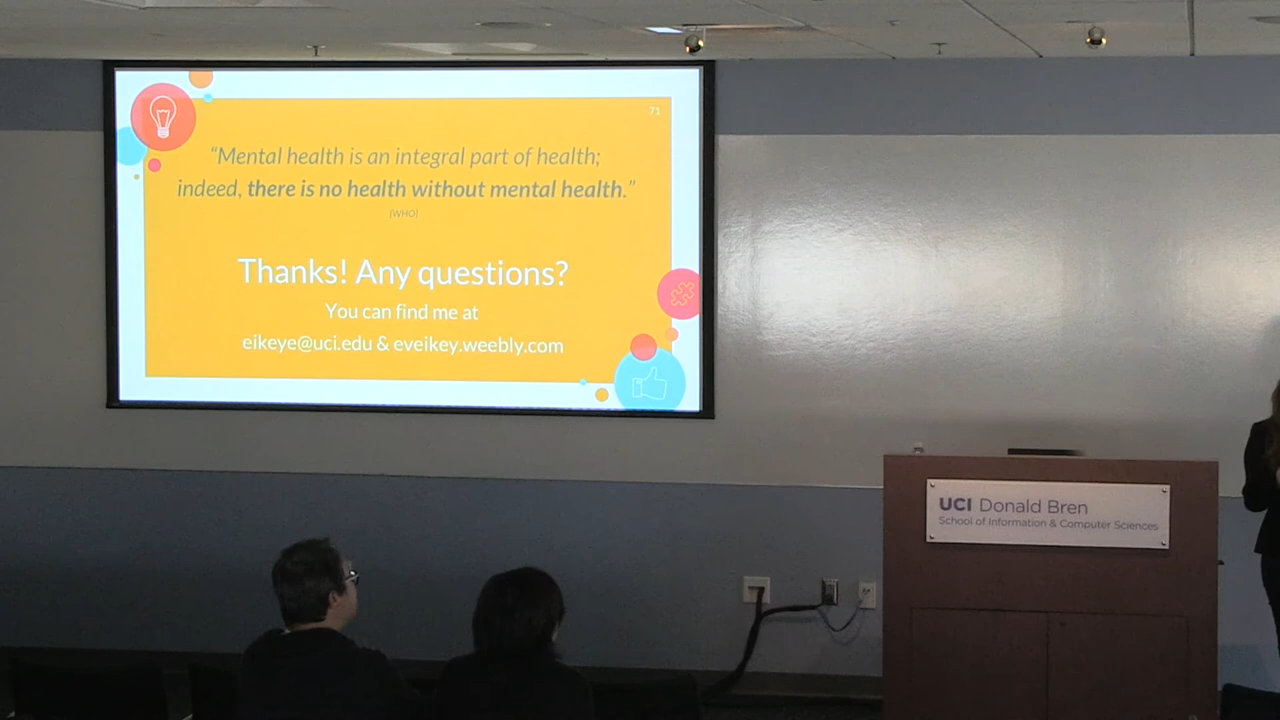 71
“Mental health is an integral part of health;
indeed, there is no health without mental health.”
(WHO)
Thanks! Any questions?
You can find me at
eikeye@uci.edu & eveikey.weebly.com
UCI Donald Bren
School of Information & Computer Sciences